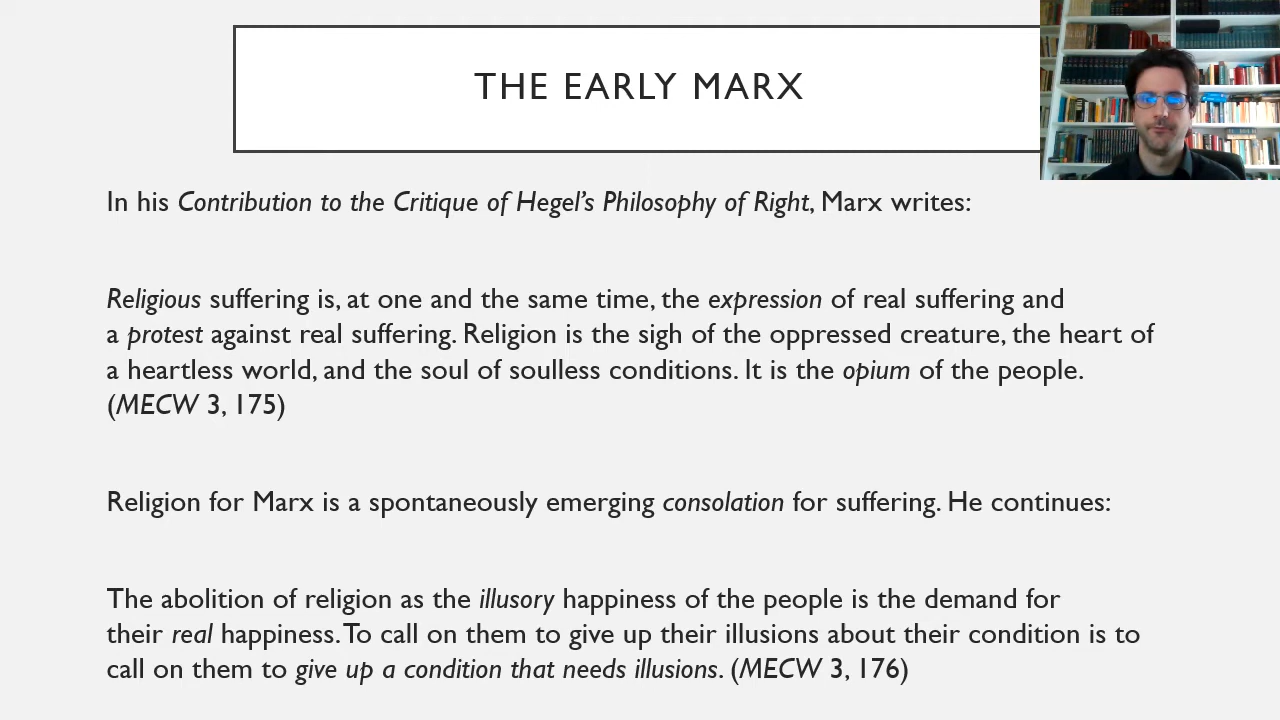 THE EARLY MARX
In his Contribution to the Critique of Hegel’s Philosophy of Right, Marx writes:
Religious suffering is, at one and the same time, the expression of real suffering and
a protest against real suffering. Religion is the sigh of the oppressed creature, the heart of
a heartless world, and the soul of soulless conditions. It is the opium of the people.
(MECW 3, 175)
Religion for Marx is a spontaneously emerging consolation for suffering. He continues:
The abolition of religion as the illusory happiness of the people is the demand for
their real happiness. To call on them to give up their illusions about their condition is to
call on them to give up a condition that needs illusions. (MECW 3, 176)